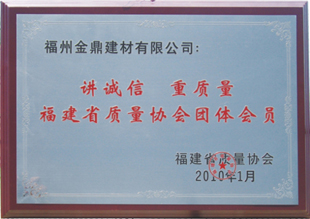 福州金鼎建材有限公司:
讲诚信 重质量
福建省质量协会团体会员
福建省质量协会
2010年1月